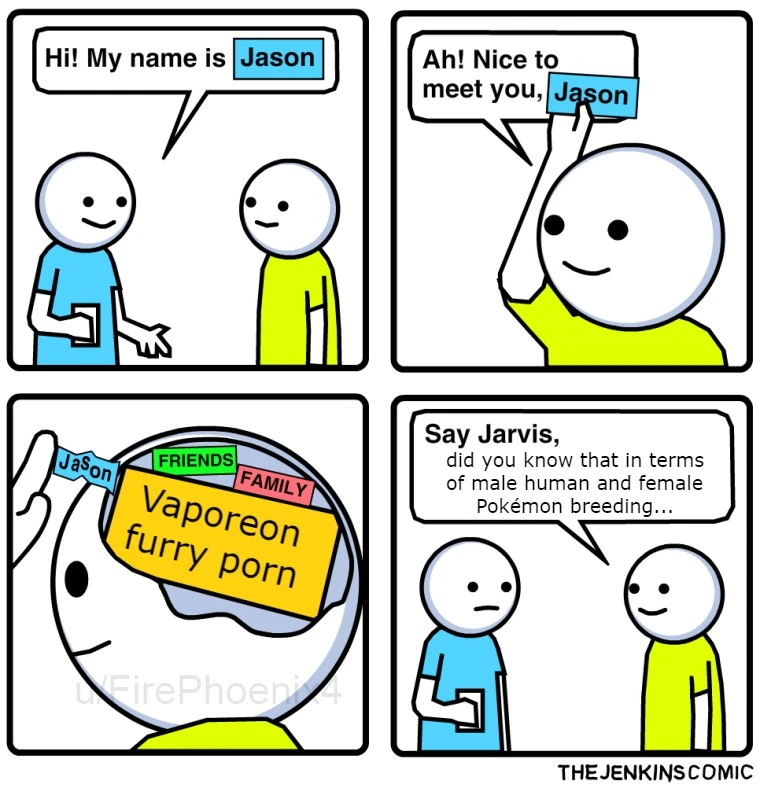 Hi! My name is Jason
Ah! Nice to
meet you, Jason
Jason
FRIENDS
FAMILY
Vaporeon
furry porn
u/FirePhoenix4
Say Jarvis,
did you know that in terms
of male human and female
Pokémon breeding...
THEJENKINSCOMIC